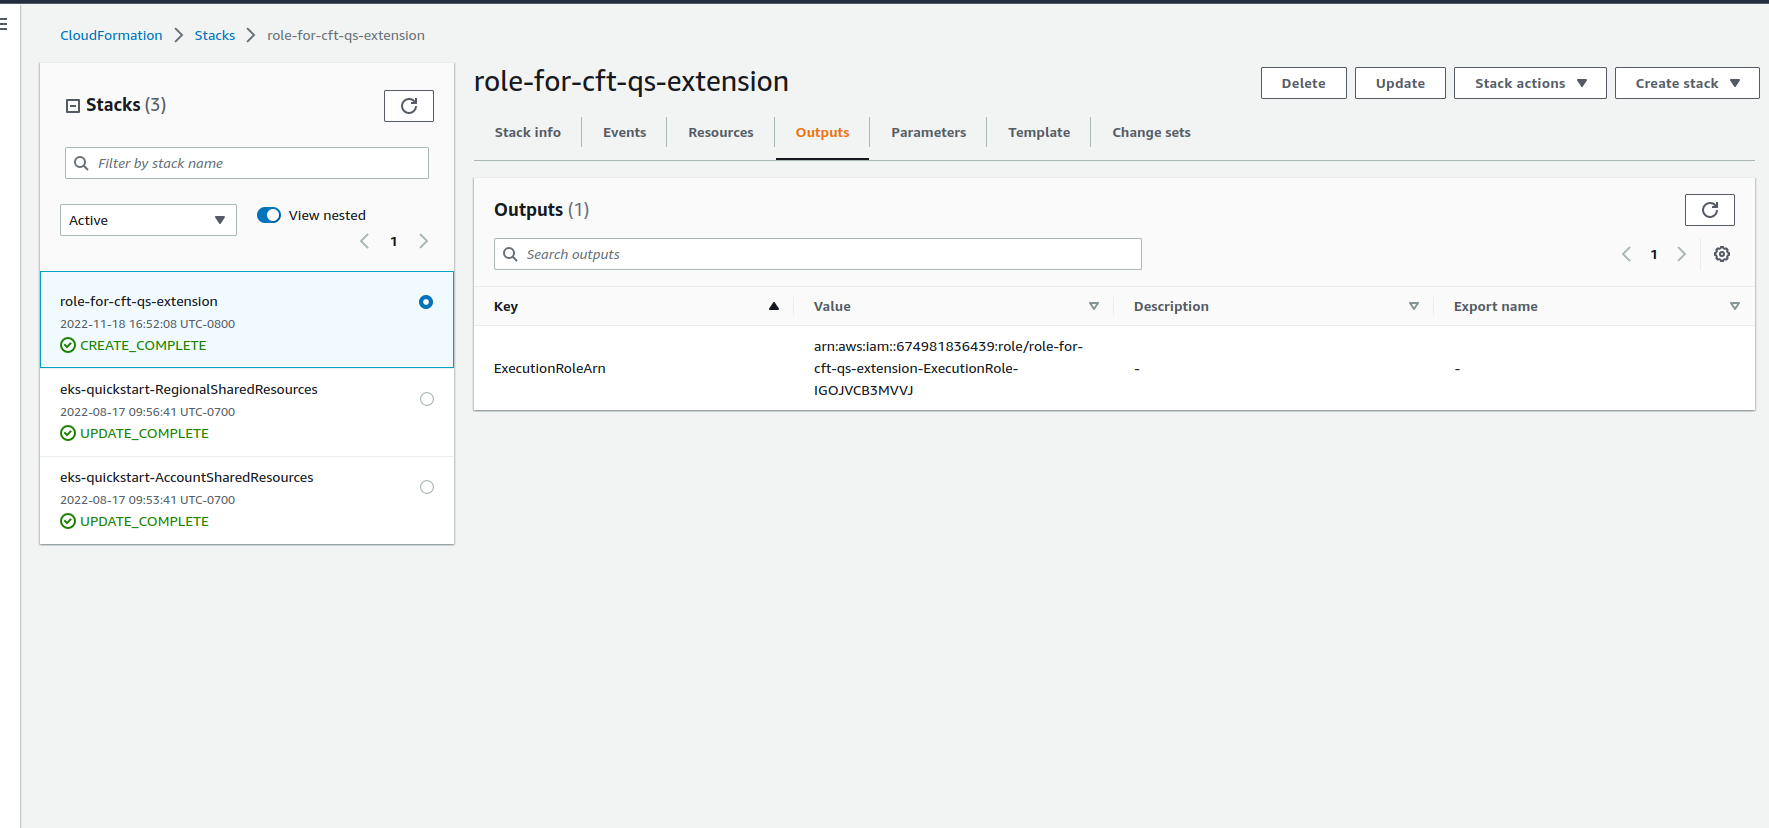 CloudFormation Stacks role-for-cft-qs-extension
Stacks (3)
Filter by stack name
Active
View nested
1
role-for-cft-qs-extension
2022-11-18 16:52:08 UTC-0800
CREATE_COMPLETE
eks-quickstart-RegionalSharedResources
2022-08-17 09:56:41 UTC-0700
UPDATE_COMPLETE
eks-quickstart-AccountSharedResources
2022-08-17 09:53:41 UTC-0700
UPDATE_COMPLETE
role-for-cft-qs-extension
Delete Update Stack actions Create stack
Stack info Events Resources Outputs Parameters Template Change sets
Outputs (1)
Search outputs
1
Key Value Description Export name
ExecutionRoleArn
arn:aws:iam::674981836439:role/role-for-
cft-qs-extension-ExecutionRole-
IGOJVCB3MVVJ
- -